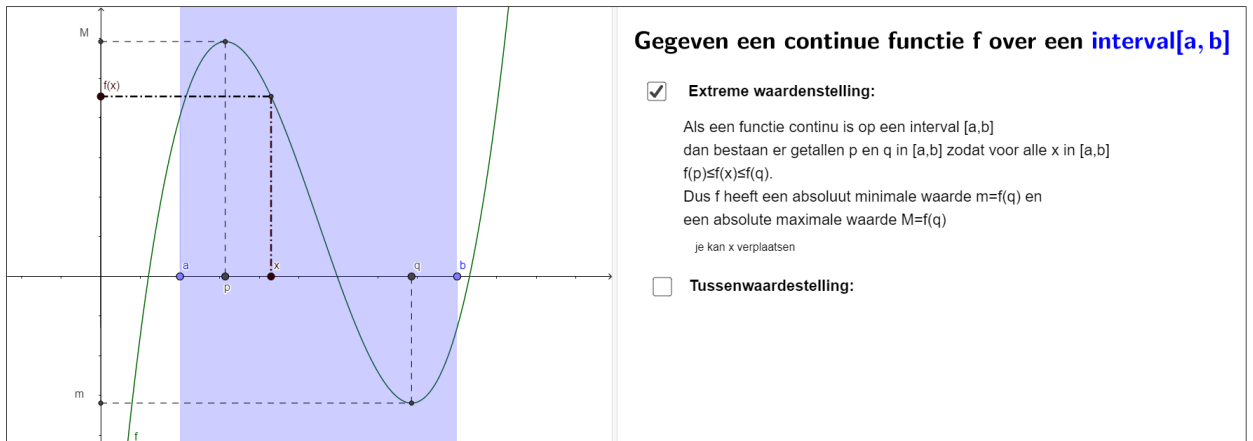 M
f(x)
a
x
q
b
p
m
f
Gegeven een continue functie f over een interval[a, b]
Extreme waardenstelling:
Als een functie continu is op een interval [a,b]
dan bestaan er getallen p en q in [a,b] zodat voor alle x in [a,b]
f(p)≤f(x)≤f(q).
Dus f heeft een absoluut minimale waarde m=f(q) en
een absolute maximale waarde M=f(q)
je kan x verplaatsen
Tussenwaardestelling: